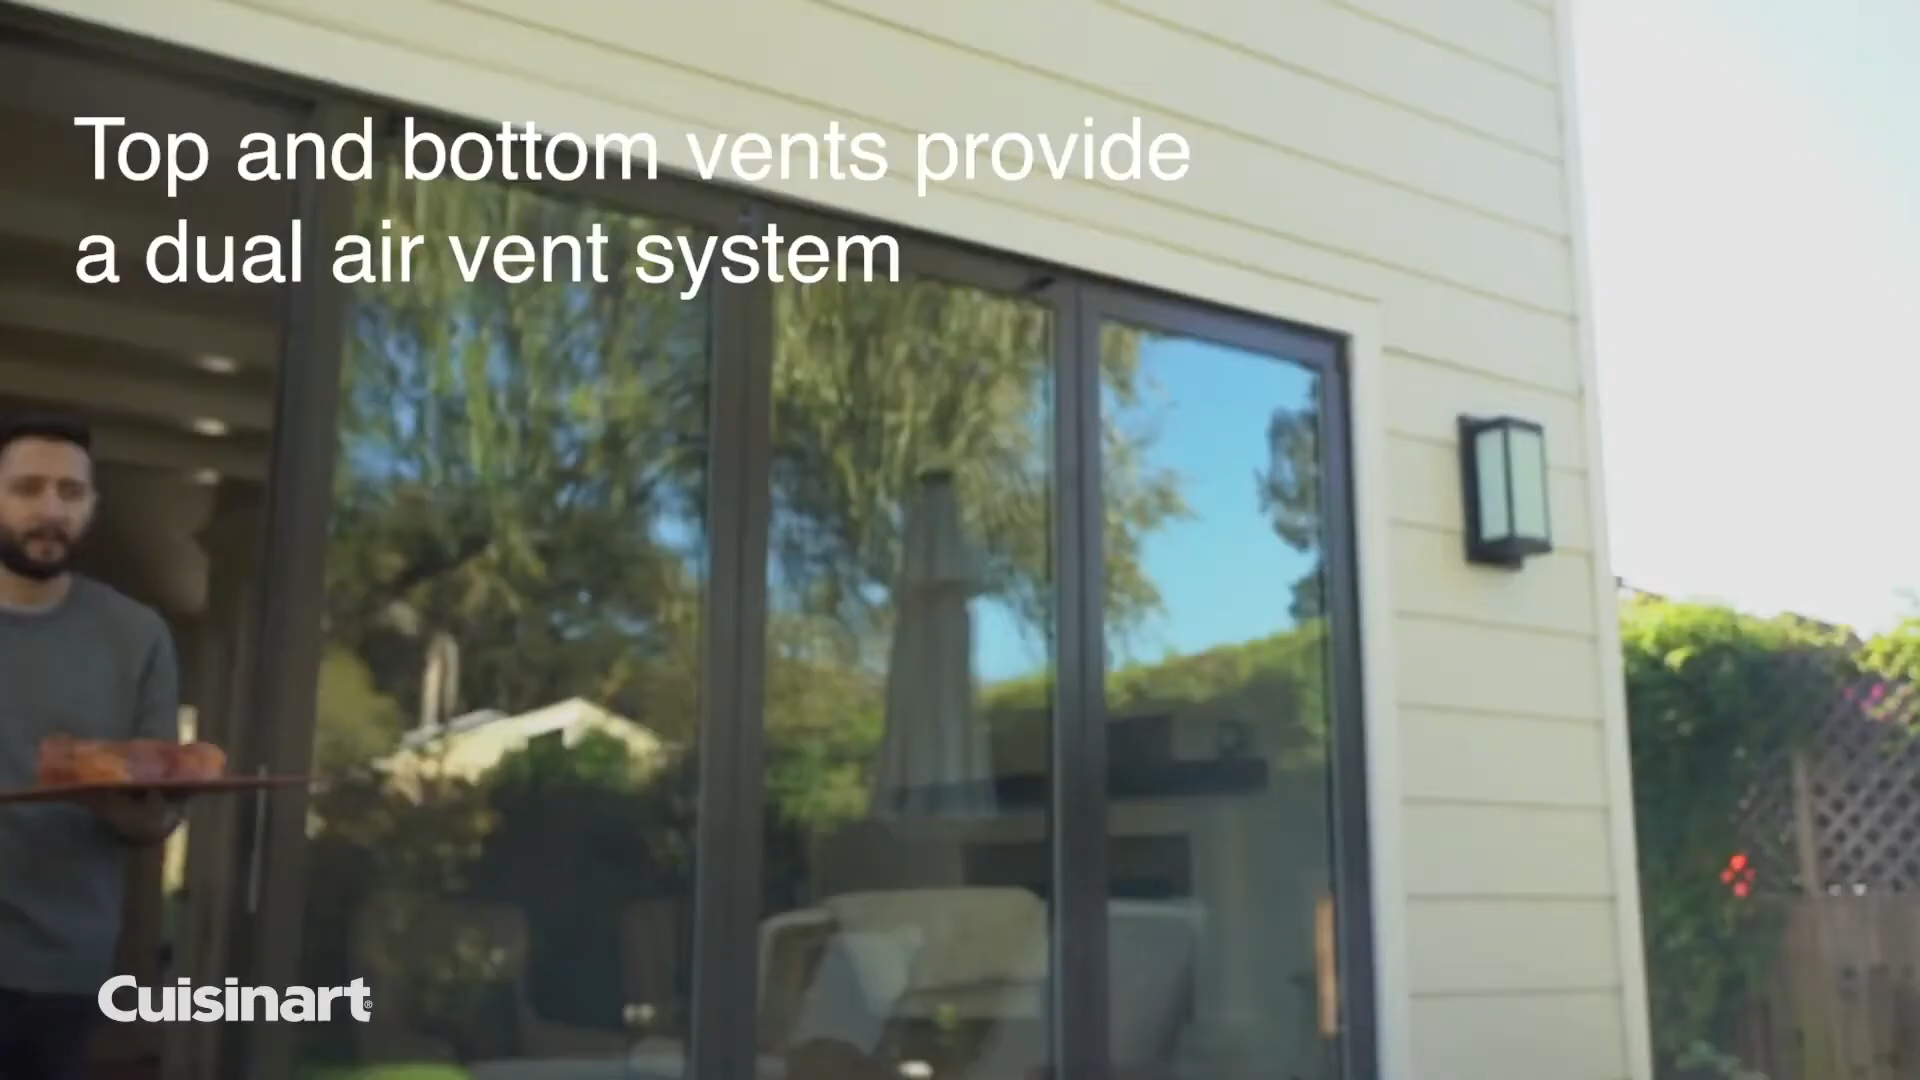 Top and bottom vents provide
a dual air vent system
Cuisinart®